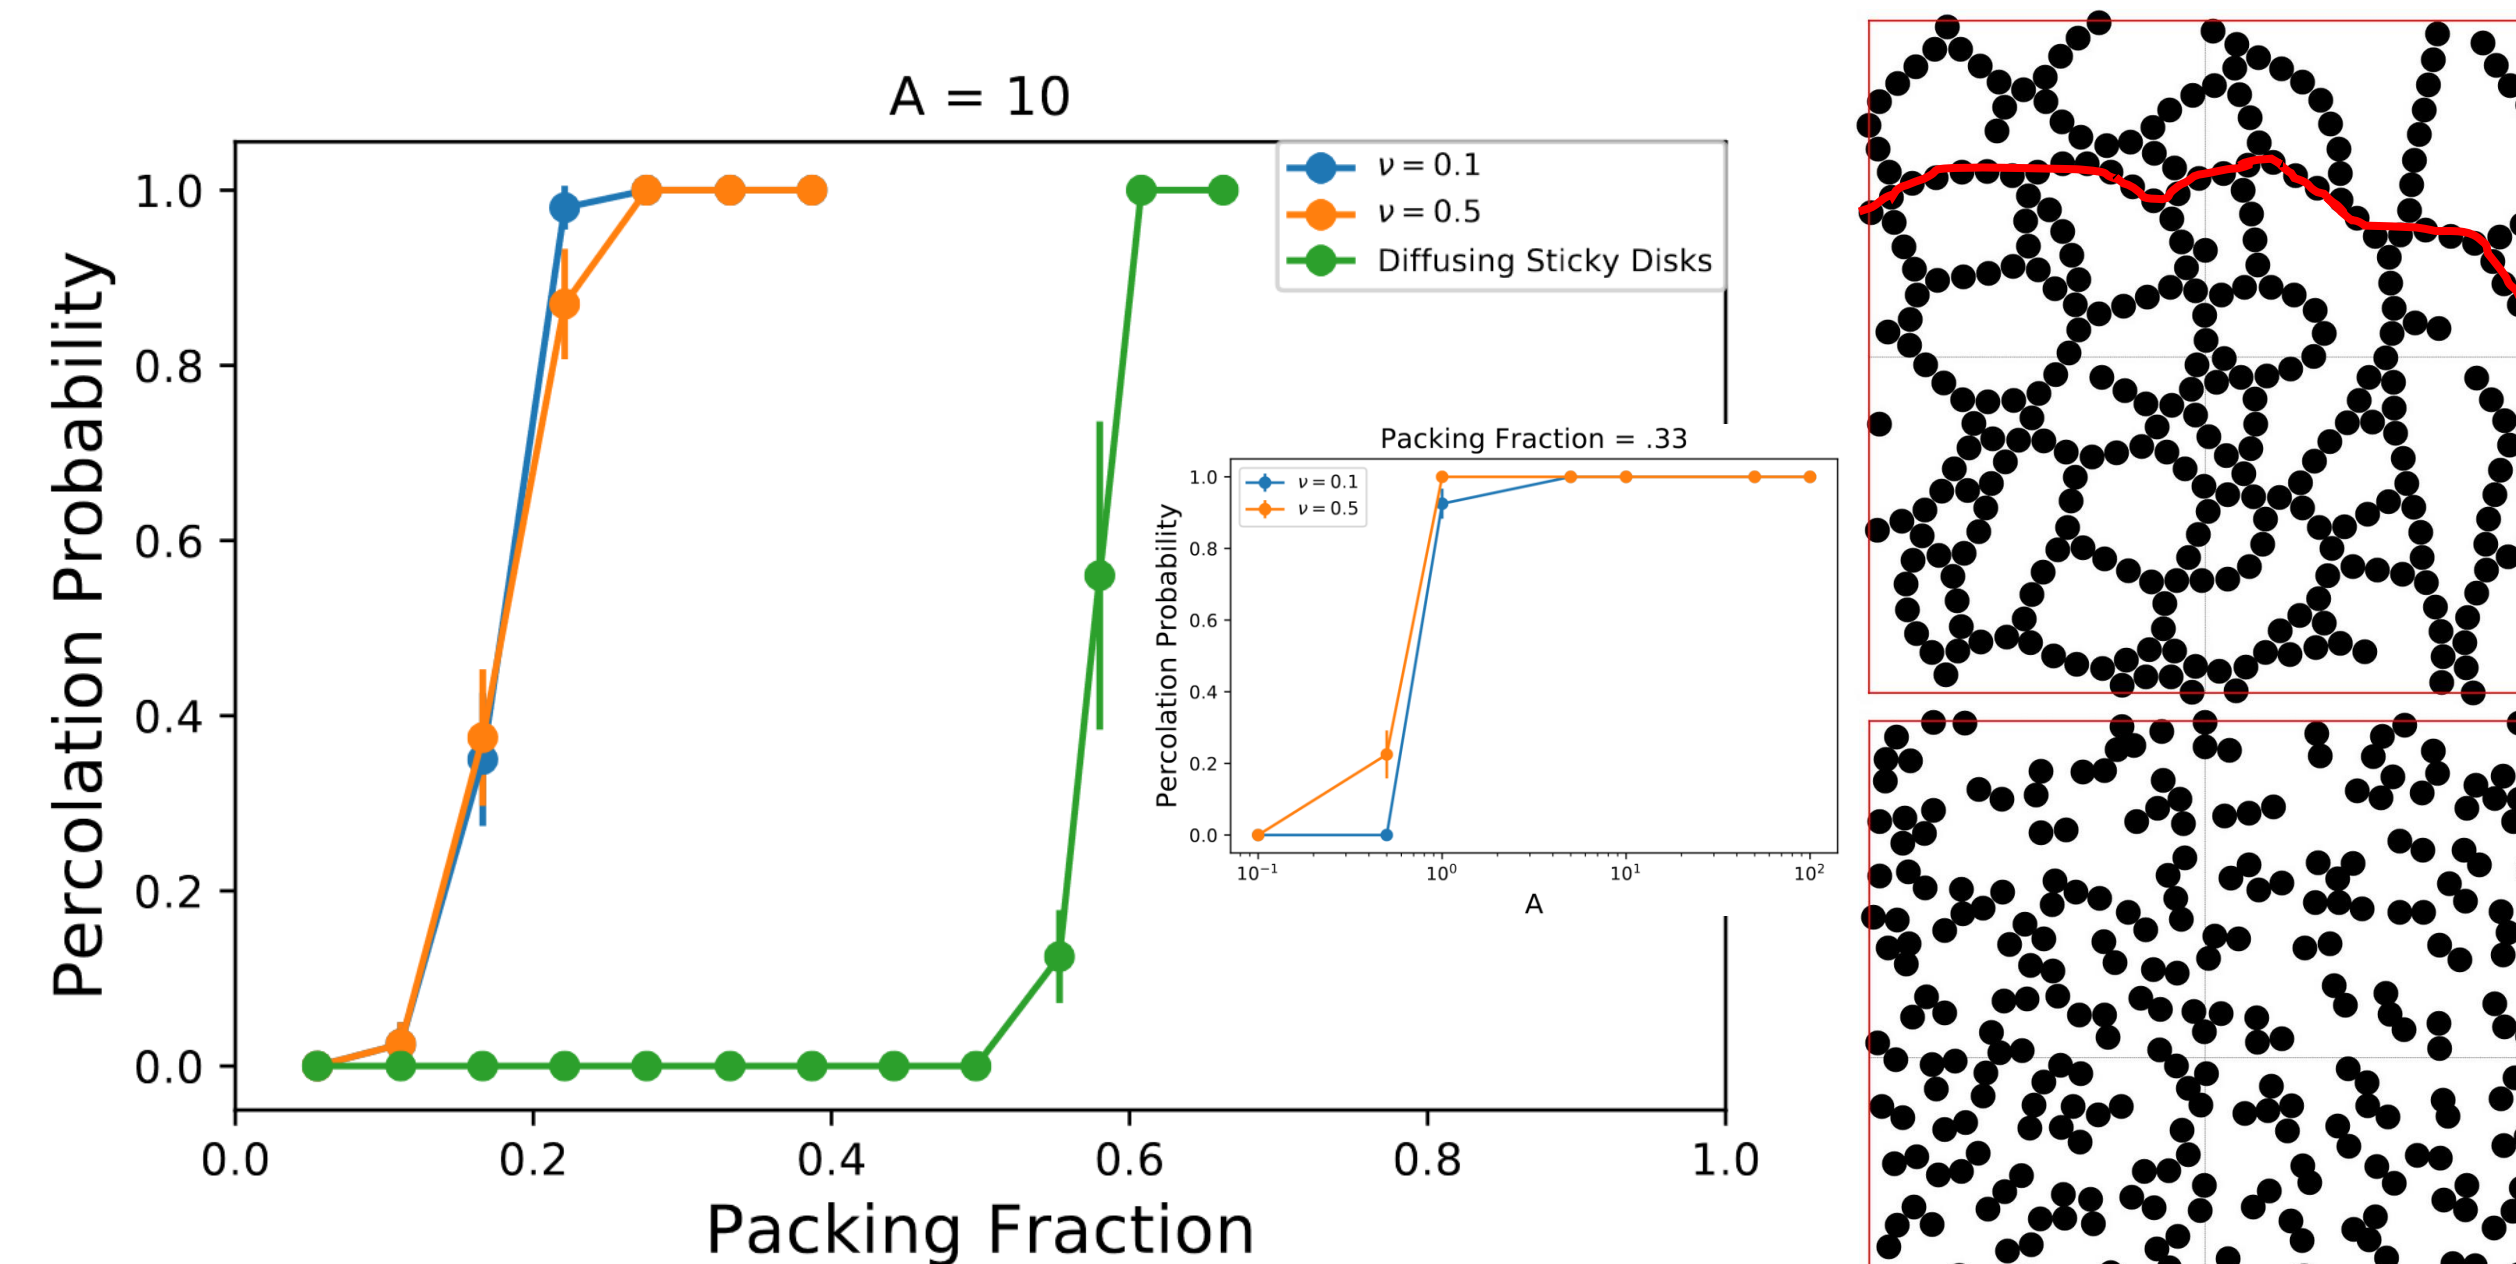 A = 10
Percolation Probability
1.0
0.8
0.6
0.4
0.2
0.0
0.0 0.2 0.4 0.6 0.8 1.0
Packing Fraction
ν = 0.1
ν = 0.5
Diffusing Sticky Disks
Packing Fraction = .33
Percolation Probability
1.0
0.8
0.6
0.4
0.2
0.0
ν = 0.1
ν = 0.5
10⁻¹ 10⁰ 10¹ 10²
A